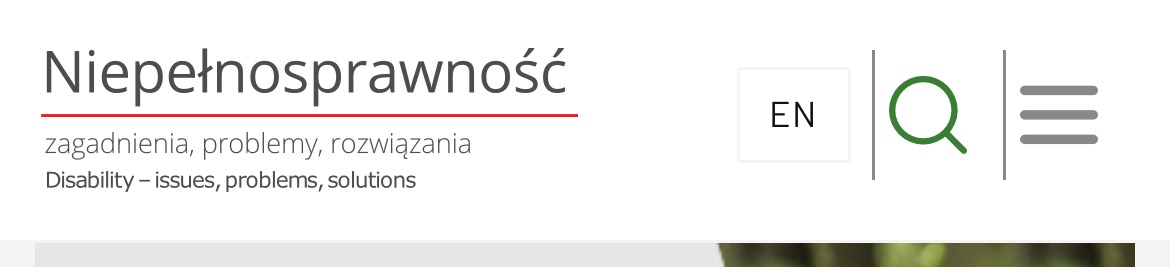 Niepełnosprawność
EN
zagadnienia, problemy, rozwiązania
Disability – issues, problems, solutions